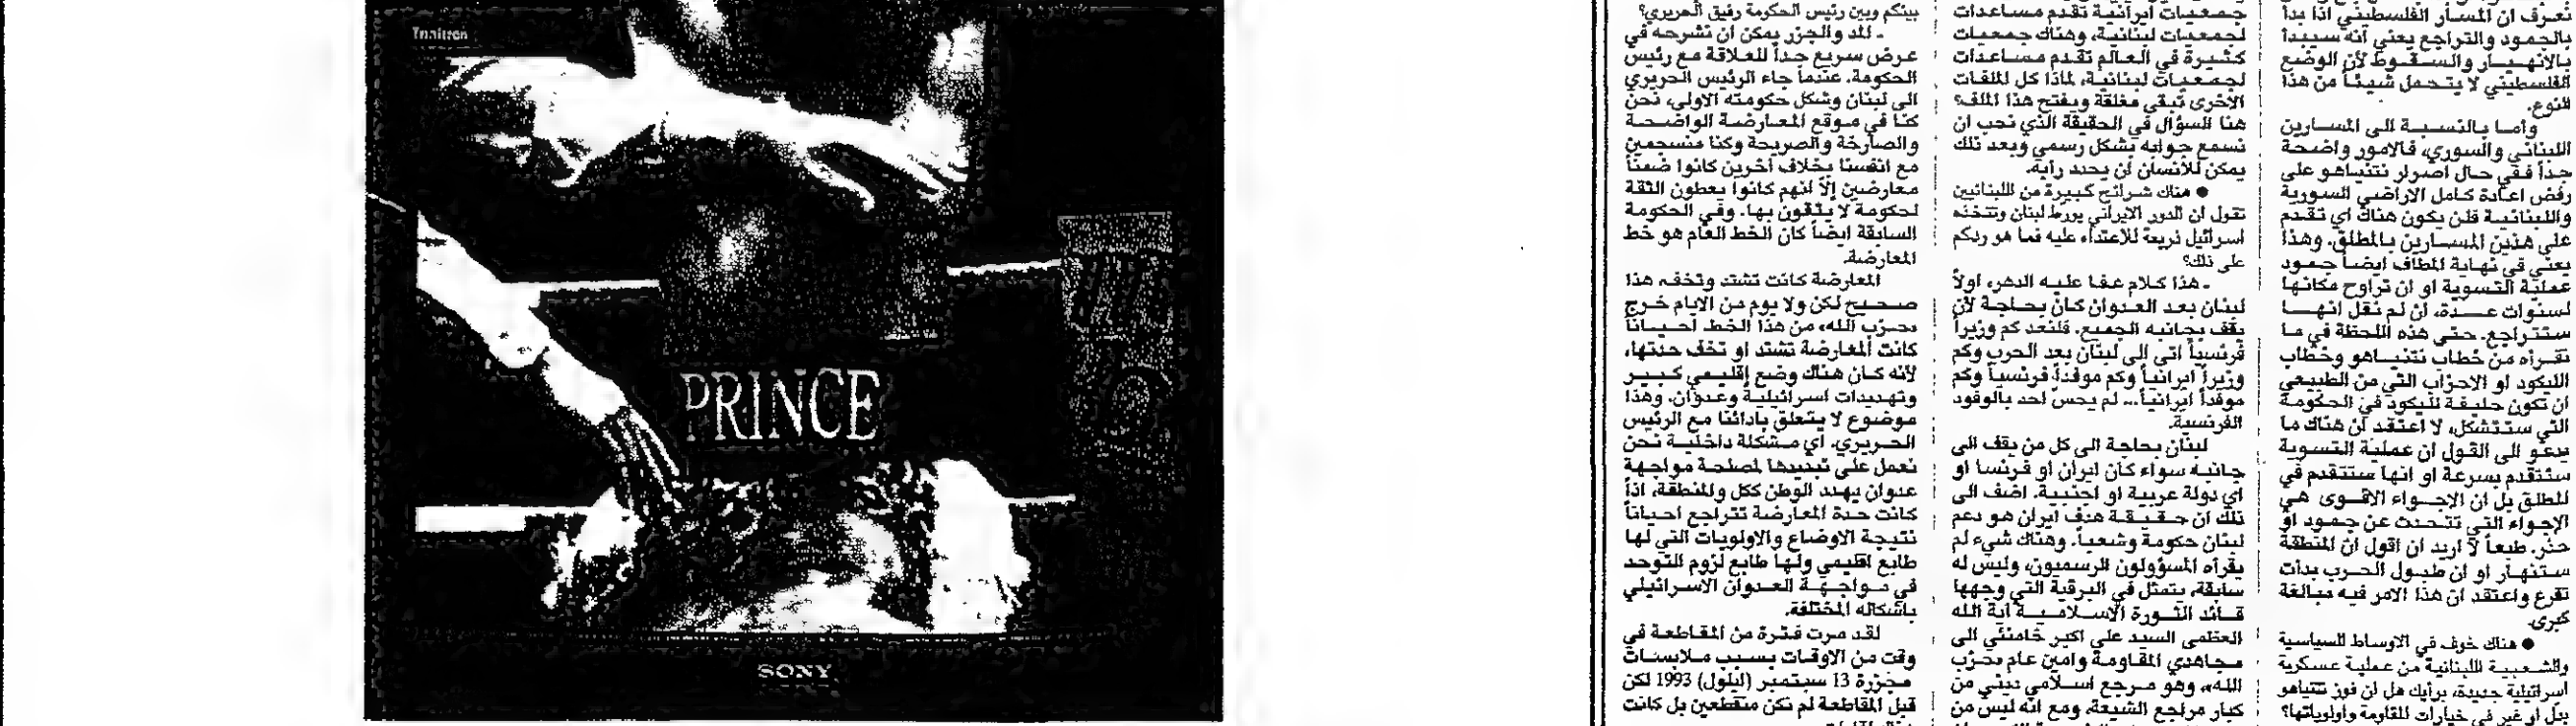 Trinitron
PRINCE
SONY
نعرف ان المسار الفلسطيني اذا بدأ
بالجمود والتراجع يعني أنه سيبدأ
بالانهيار والسقوط لأن الوضع
الفلسطيني لا يتحمل شيئاً من هذا
النوع.
وأما بالنسبة الى المسارين
اللبناني والسوري، فالامور واضحة
جداً ففي حال اصرار نتنياهو على
رفض اعادة كامل الاراضي السورية
واللبنانية فلن يكون هناك اي تقدم
على هذين المسارين بالمطلق. وهذا
يعني في نهاية المطاف ايضاً جمود
عملية التسوية او ان تراوح مكانها
لسنوات عدة، ان لم نقل انها
ستتراجع. حتى هذه اللحظة في ما
نقرأه من خطاب نتنياهو وخطاب
الليكود او الاحزاب التي من الطبيعي
ان تكون حليفة لليكود في الحكومة
التي ستتشكل، لا اعتقد ان هناك ما
يدعو الى القول ان عملية التسوية
ستتقدم بسرعة او انها ستتقدم في
المطلق بل ان الاجواء الاقوى هي
الاجواء التي تتحدث عن جمود او
حذر. طبعاً لا اريد ان اقول ان المنطقة
ستنهار او ان طبول الحرب بدأت
تقرع واعتقد ان هذا الامر فيه مبالغة
كبرى.
● هناك خوف في الاوساط السياسية
والشعبية اللبنانية من عملية عسكرية
اسرائيلية جديدة، برأيك هل ان فوز نتنياهو
بدل او غير في خيارات المقاومة واولوياتها؟
جمعيات ايرانية تقدم مساعدات
لجمعيات لبنانية، وهناك جمعيات
كثيرة في العالم تقدم مساعدات
لجمعيات لبنانية، لماذا كل الملفات
الاخرى تبقى مغلقة ويفتح هذا الملف؟
هذا السؤال في الحقيقة الذي نحب ان
نسمع جوابه بشكل رسمي وبعد ذلك
يمكن للانسان ان يحدد رأيه.
● هناك شرائح كبيرة من اللبنانيين
تقول ان الدور الايراني يورط لبنان وتتخذه
اسرائيل ذريعة للاعتداء عليه فما هو ردكم
على ذلك؟
ـ هذا كلام عفا عليه الدهر، اولاً
لبنان بعد العدوان كان بحاجة لأن
يقف بجانبه الجميع. فلنعد كم وزيراً
فرنسياً اتى الى لبنان بعد الحرب وكم
وزيراً ايرانياً وكم موفداً فرنسياً وكم
موفداً ايرانياً... لم يحس احد بالوفود
الفرنسية.
لبنان بحاجة الى كل من يقف الى
جانبه سواء كان ايران او فرنسا او
اي دولة عربية او اجنبية. اضف الى
ذلك ان حقيقة هدف ايران هو دعم
لبنان حكومة وشعباً. وهناك شيء لم
يقرأه المسؤولون الرسميون، وليس له
سابقة، يتمثل في البرقية التي وجهها
قائد الثورة الاسلامية آية الله
العظمى السيد علي اكبر خامنئي الى
مجاهدي المقاومة وامين عام «حزب
الله»، وهو مرجع اسلامي ديني من
كبار مراجع الشيعة، ومع انه ليس من
بينكم وبين رئيس الحكومة رفيق الحريري؟
ـ المد والجزر يمكن ان نشرحه في
عرض سريع جداً للعلاقة مع رئيس
الحكومة. عندما جاء الرئيس الحريري
الى لبنان وشكل حكومته الاولى، نحن
كنا في موقع المعارضة الواضحة
والصارخة والصريحة وكنا منسجمين
مع انفسنا بخلاف آخرين كانوا ضمناً
معارضين إلا انهم كانوا يعطون الثقة
لحكومة لا يثقون بها. وفي الحكومة
السابقة ايضاً كان الخط العام هو خط
المعارضة.
المعارضة كانت تشتد وتخف هذا
صحيح لكن ولا يوم من الايام خرج
«حزب الله» من هذا الخط احياناً
كانت المعارضة تشتد او تخف حدتها،
لأنه كان هناك وضع إقليمي كبير
وتهديدات اسرائيلية وعدوان. وهذا
موضوع لا يتعلق بادائنا مع الرئيس
الحريري، اي مشكلة داخلية نحن
نعمل على تبديدها لمصلحة مواجهة
عدوان يهدد الوطن ككل والمنطقة، اذاً
كانت حدة المعارضة تتراجع احياناً
نتيجة الاوضاع والاولويات التي لها
طابع اقليمي ولها طابع لزوم التوحد
في مواجهة العدوان الاسرائيلي
باشكاله المختلفة.
لقد مرت فترة من المقاطعة في
وقت من الاوقات بسبب ملابسات
مجزرة 13 سبتمبر (ايلول) 1993 لكن
قبل المقاطعة لم نكن منقطعين بل كانت